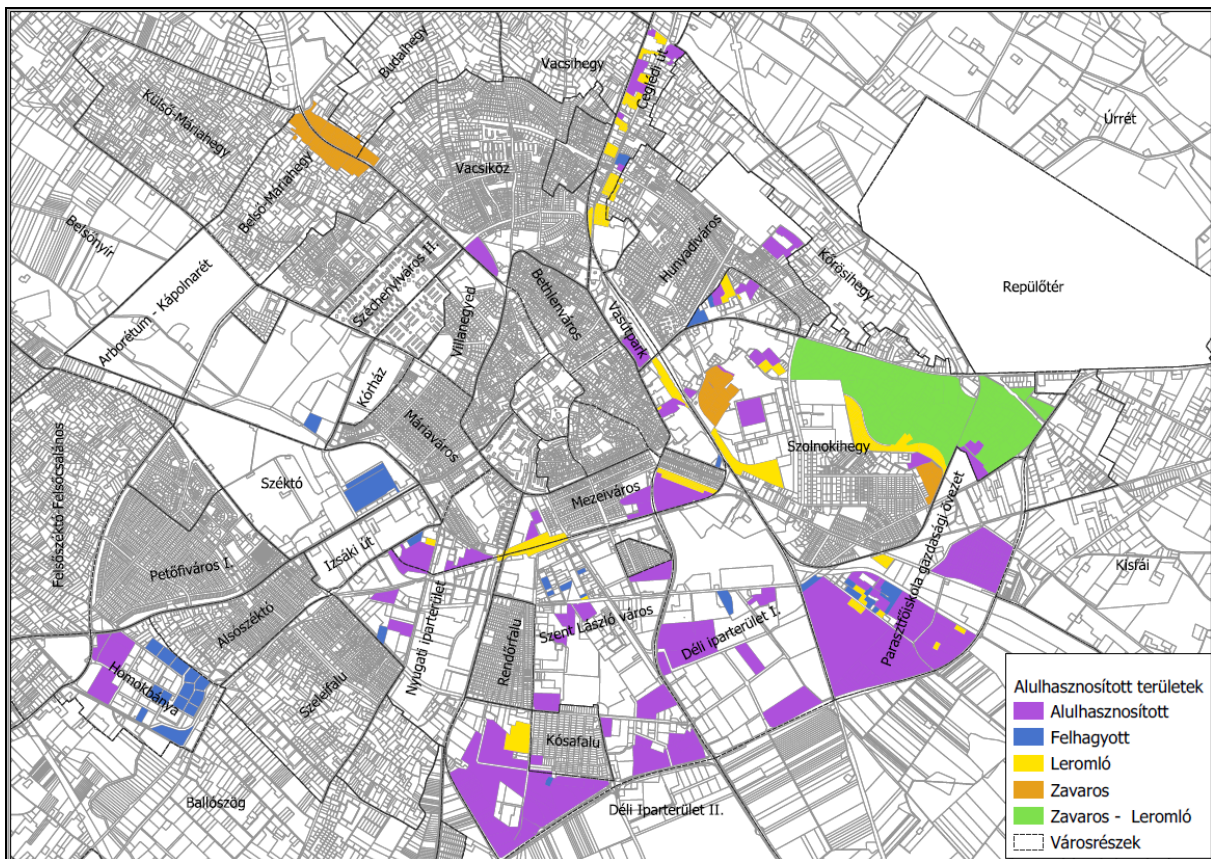 Budaihegy
Vacsihegy
Ceglédi út
Külső-Máriahegy
Úrrét
Belső-Máriahegy
Vacsiköz
Belsőnyír
Hunyadiváros
Széchenyiváros II.
Kőrösihegy
Repülőtér
Arborétum - Kápolnarét
Bethlenváros
Villanegyed
Vasútpark
Kórház
Máriaváros
Felsőszéktó-Felsőcsalános
Széktó
Szolnokihegy
Mezeiváros
Izsáki út
Petőfiváros I.
Kisfái
Alsószéktó
Szent László város
Déli iparterület I.
Parasztfőiskola gazdasági övezet
Nyugati iparterület
Rendőrfalu
Homokbánya
Szeleifalu
Kósafalu
Ballószög
Déli Iparterület II.
Alulhasznosított területek
Alulhasznosított
Felhagyott
Leromló
Zavaros
Zavaros - Leromló
Városrészek